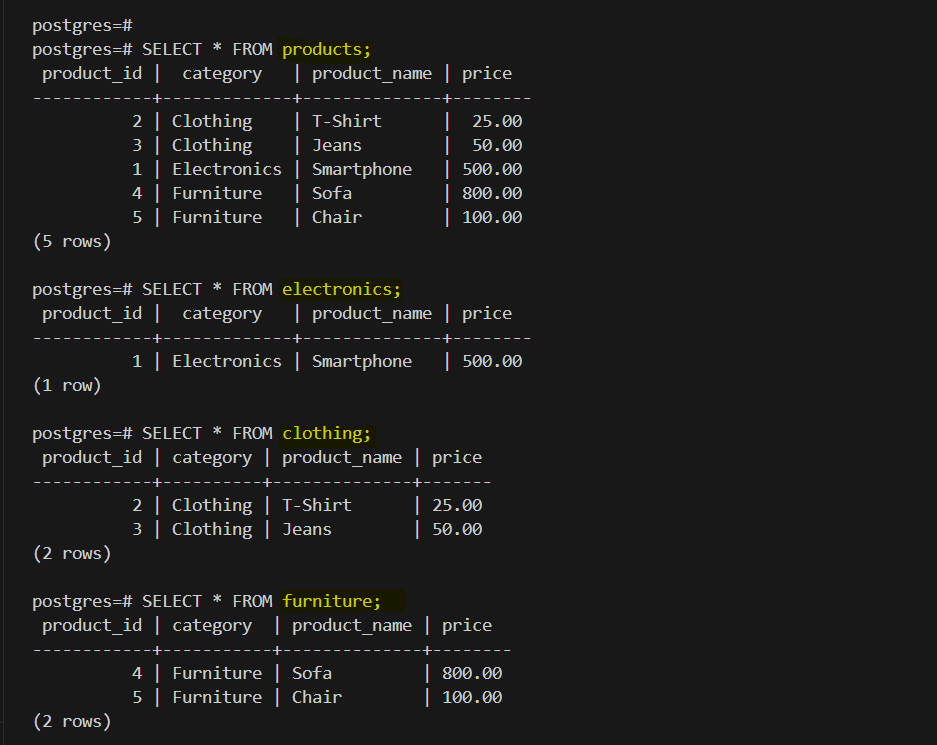 postgres=#
postgres=# SELECT * FROM products;
 product_id |  category   | product_name | price
------------+-------------+--------------+--------
          2 | Clothing    | T-Shirt      |  25.00
          3 | Clothing    | Jeans        |  50.00
          1 | Electronics | Smartphone   | 500.00
          4 | Furniture   | Sofa         | 800.00
          5 | Furniture   | Chair        | 100.00
(5 rows)

postgres=# SELECT * FROM electronics;
 product_id |  category   | product_name | price
------------+-------------+--------------+--------
          1 | Electronics | Smartphone   | 500.00
(1 row)

postgres=# SELECT * FROM clothing;
 product_id | category | product_name | price
------------+----------+--------------+-------
          2 | Clothing | T-Shirt      | 25.00
          3 | Clothing | Jeans        | 50.00
(2 rows)

postgres=# SELECT * FROM furniture;
 product_id | category  | product_name | price
------------+-----------+--------------+--------
          4 | Furniture | Sofa         | 800.00
          5 | Furniture | Chair        | 100.00
(2 rows)